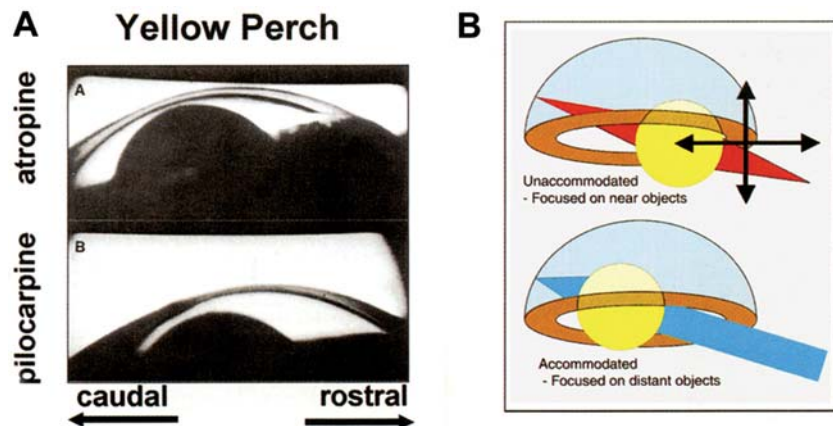 A
Yellow Perch
atropine
A
pilocarpine
B
caudal
rostral
B
Unaccommodated
- Focused on near objects
Accommodated
- Focused on distant objects